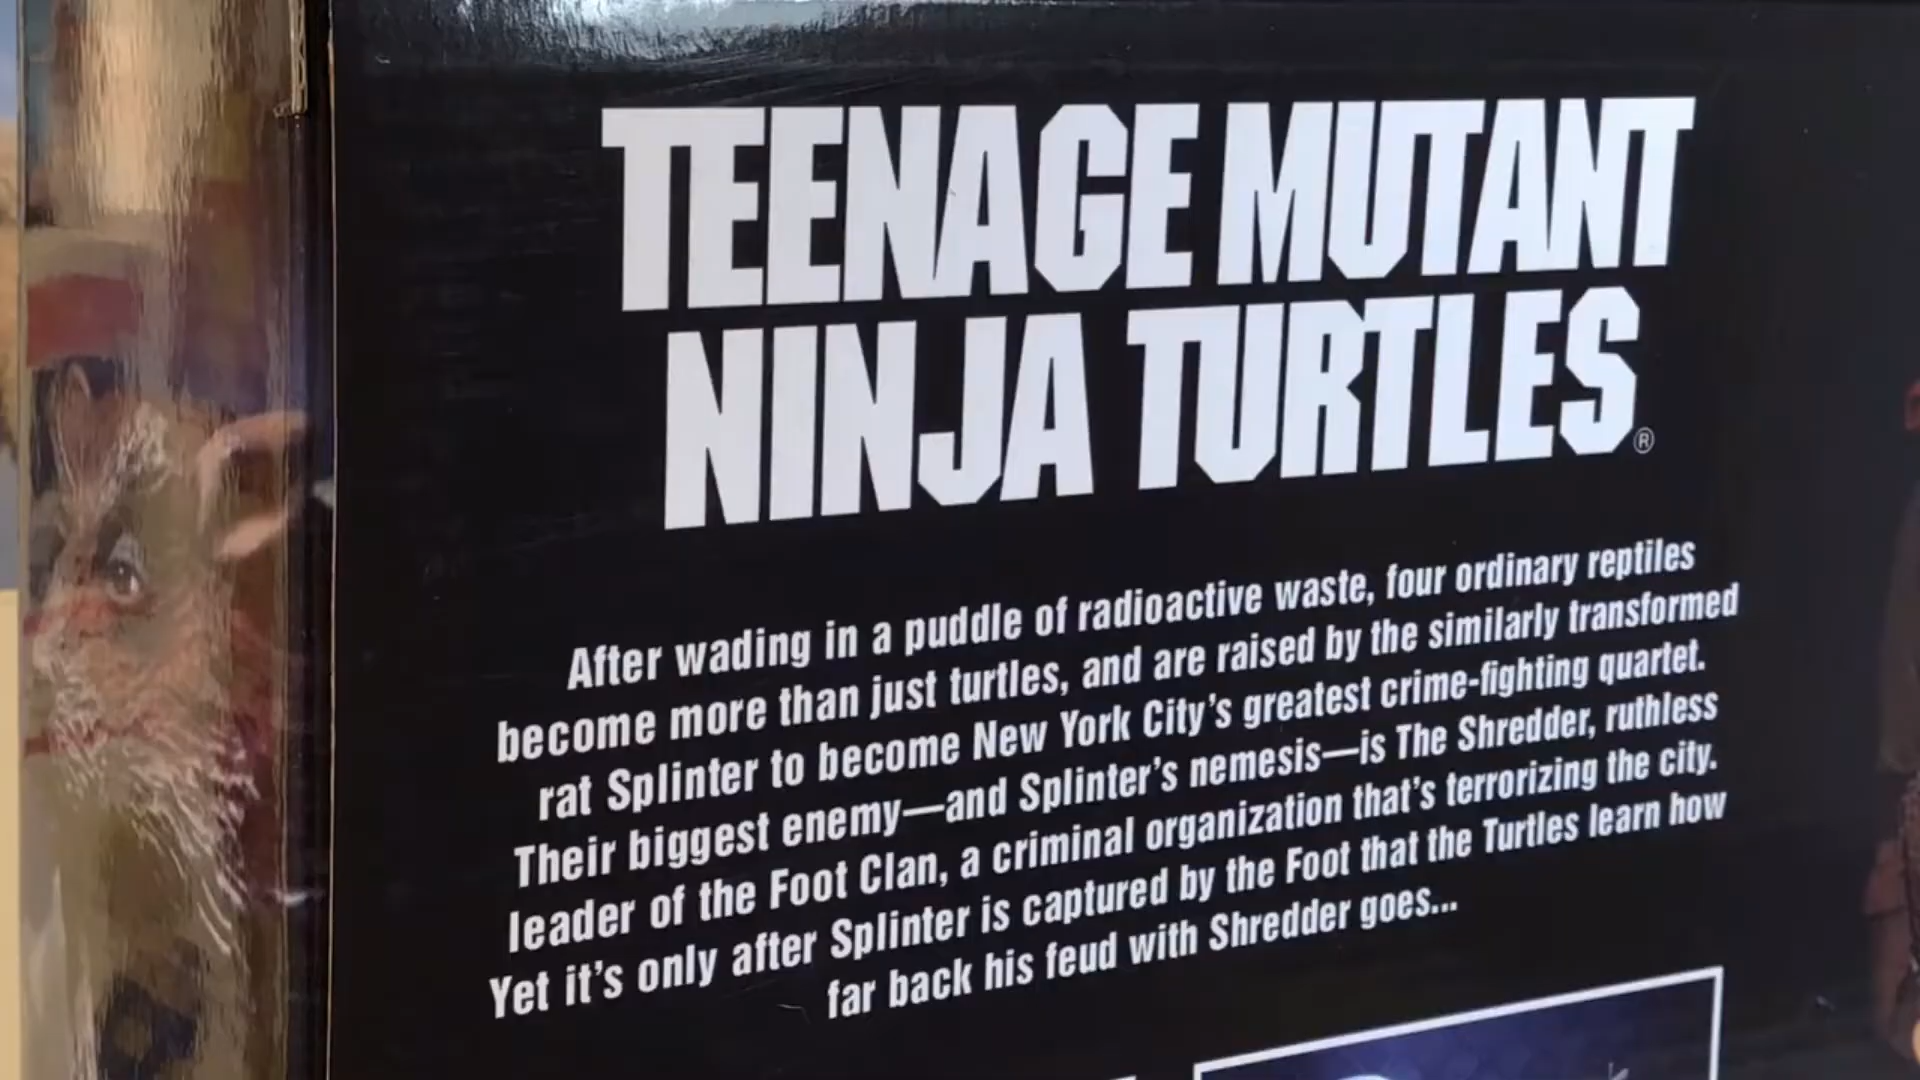 TEENAGE MUTANT
NINJA TURTLES®
After wading in a puddle of radioactive waste, four ordinary reptiles
become more than just turtles, and are raised by the similarly transformed
rat Splinter to become New York City's greatest crime-fighting quartet.
Their biggest enemy—and Splinter's nemesis—is The Shredder, ruthless
leader of the Foot Clan, a criminal organization that's terrorizing the city.
Yet it's only after Splinter is captured by the Foot that the Turtles learn how
far back his feud with Shredder goes...